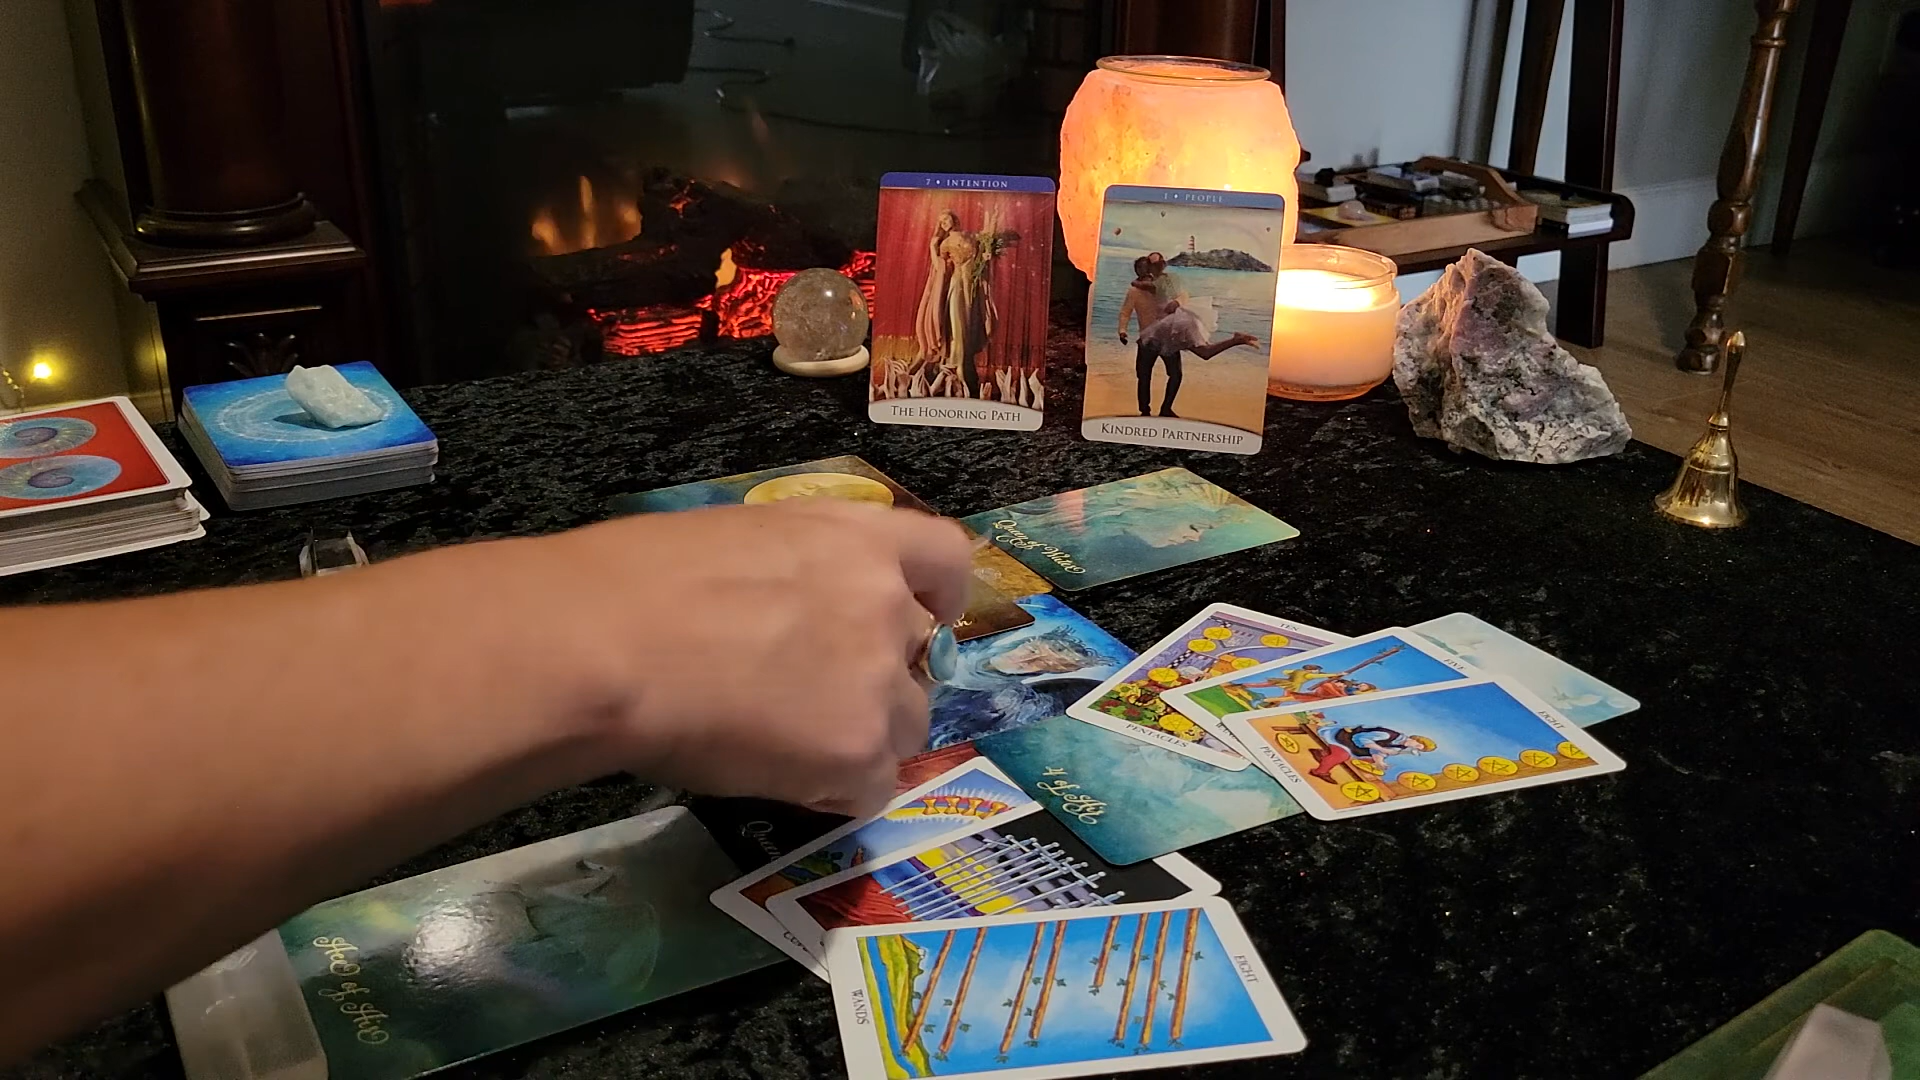 7 • INTENTION
THE HONORING PATH
1 • PEOPLE
KINDRED PARTNERSHIP
Queen of Water
TEN
PENTACLES
FIVE
EIGHT
PENTACLES
4 of Air
Ace of Air
EIGHT
WANDS